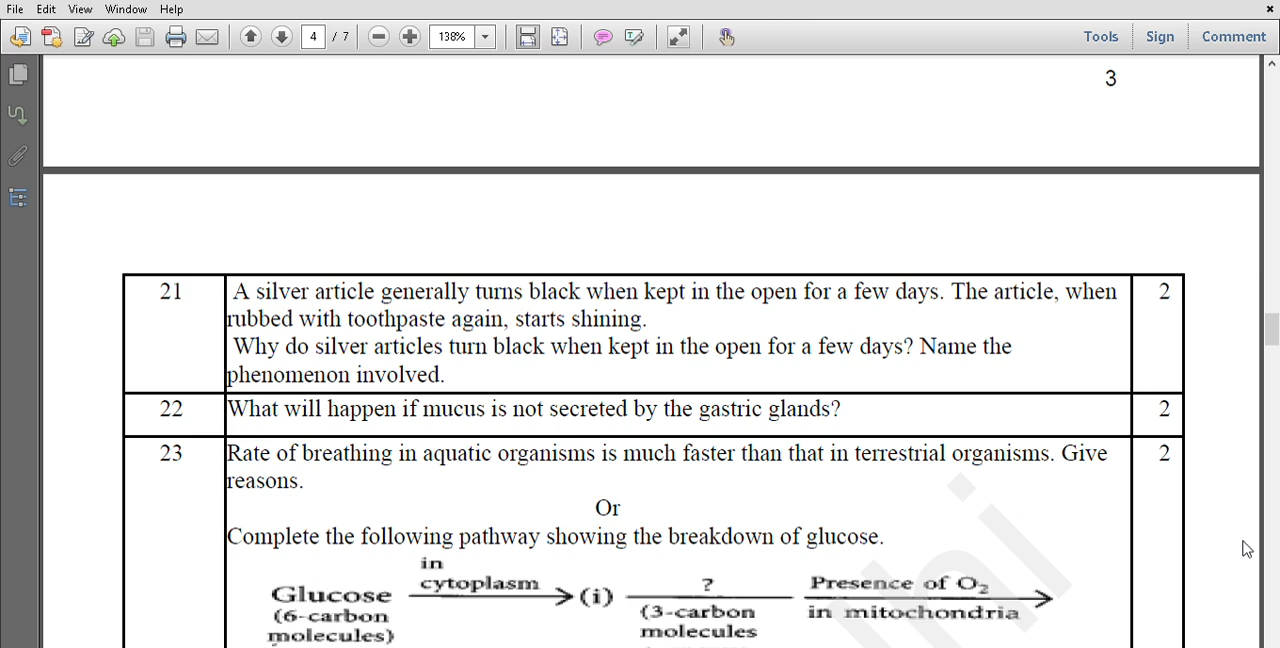 File Edit View Window Help
4 / 7 138% Tools Sign Comment
3
21 A silver article generally turns black when kept in the open for a few days. The article, when 2
rubbed with toothpaste again, starts shining.
Why do silver articles turn black when kept in the open for a few days? Name the
phenomenon involved.
22 What will happen if mucus is not secreted by the gastric glands? 2
23 Rate of breathing in aquatic organisms is much faster than that in terrestrial organisms. Give 2
reasons.
Or
Complete the following pathway showing the breakdown of glucose.
in
cytoplasm ? Presence of O₂
Glucose (i) in mitochondria
(6-carbon (3-carbon
molecules) molecules